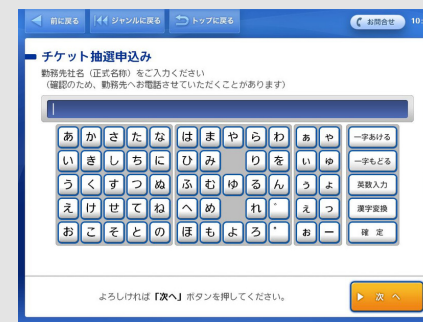 前に戻る ジャンルに戻る トップに戻る お問合せ 10:
チケット抽選申込み
勤務先社名（正式名称）をご入力ください
（確認のため、勤務先へお電話させていただくことがあります）
あ か さ た な は ま や ら わ ぁ ゃ 一字あける
い き し ち に ひ み り を ぃ ゅ 一字もどる
う く す つ ぬ ふ む ゆ る ん ぅ ょ 英数入力
え け せ て ね へ め れ ゛ ぇ っ 漢字変換
お こ そ と の ほ も よ ろ ゜ ぉ ー 確 定
よろしければ「次へ」ボタンを押してください。
次 へ